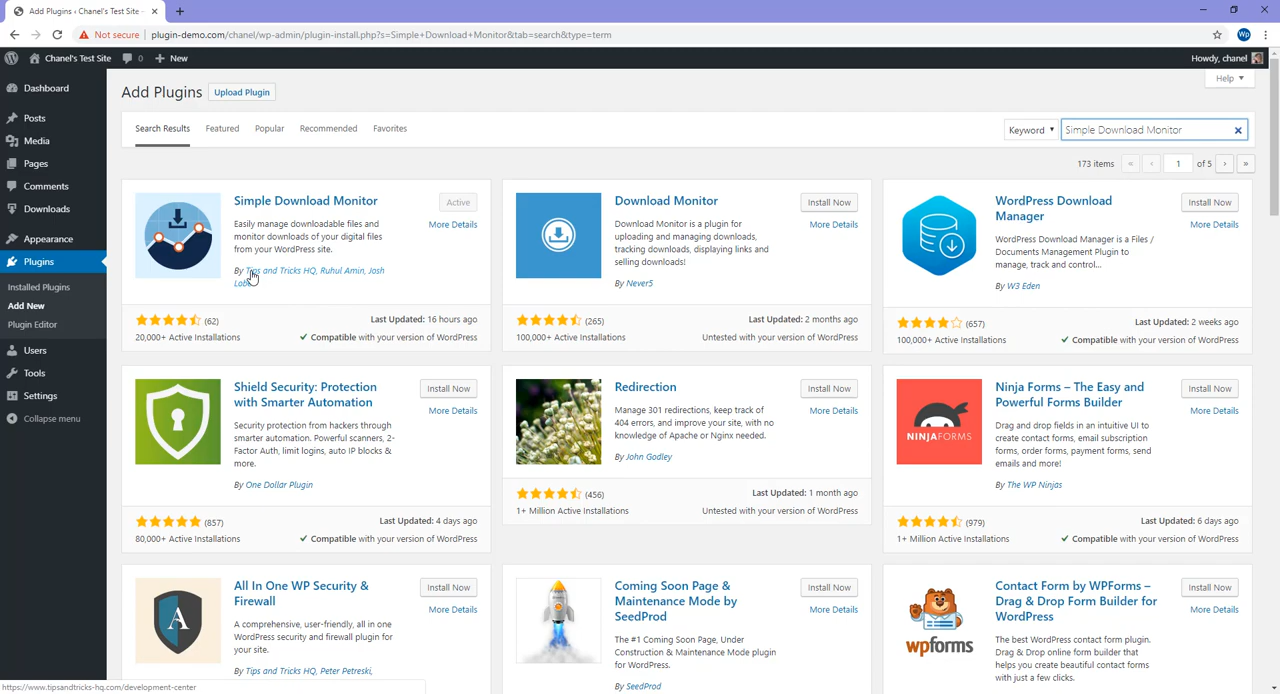 Add Plugins ‹ Chanel's Test Site -
Not secure | plugin-demo.com/chanel/wp-admin/plugin-install.php?s=Simple+Download+Monitor&tab=search&type=term
Wp
Chanel's Test Site 0 New
Howdy, chanel
Help
Dashboard
Posts
Media
Pages
Comments
Downloads
Appearance
Plugins
Installed Plugins
Add New
Plugin Editor
Users
Tools
Settings
Collapse menu
Add Plugins Upload Plugin
Search Results Featured Popular Recommended Favorites
Keyword Simple Download Monitor
173 items « ‹ 1 of 5 › »
Simple Download Monitor
Active
More Details
Easily manage downloadable files and
monitor downloads of your digital files
from your WordPress site.
By Tips and Tricks HQ, Ruhul Amin, Josh
(62)
20,000+ Active Installations
Last Updated: 16 hours ago
Compatible with your version of WordPress
Download Monitor
Install Now
More Details
Download Monitor is a plugin for
uploading and managing downloads,
tracking downloads, displaying links and
selling downloads!
By Never5
(265)
100,000+ Active Installations
Last Updated: 2 months ago
Untested with your version of WordPress
WordPress Download
Manager
Install Now
More Details
WordPress Download Manager is a Files /
Documents Management Plugin to
manage, track and control...
By W3 Eden
(657)
100,000+ Active Installations
Last Updated: 2 weeks ago
Compatible with your version of WordPress
Shield Security: Protection
with Smarter Automation
Install Now
More Details
Security protection from hackers through
smarter automation. Powerful scanners, 2-
Factor Auth, limit logins, auto IP blocks &
more.
By One Dollar Plugin
(857)
80,000+ Active Installations
Last Updated: 4 days ago
Compatible with your version of WordPress
Redirection
Install Now
More Details
Manage 301 redirections, keep track of
404 errors, and improve your site, with no
knowledge of Apache or Nginx needed.
By John Godley
(456)
1+ Million Active Installations
Last Updated: 1 month ago
Untested with your version of WordPress
NINJAFORMS
Ninja Forms – The Easy and
Powerful Forms Builder
Install Now
More Details
Drag and drop fields in an intuitive UI to
create contact forms, email subscription
forms, order forms, payment forms, send
emails and more!
By The WP Ninjas
(979)
1+ Million Active Installations
Last Updated: 6 days ago
Compatible with your version of WordPress
A
All In One WP Security &
Firewall
Install Now
More Details
A comprehensive, user-friendly, all in one
WordPress security and firewall plugin for
your site.
By Tips and Tricks HQ, Peter Petreski,
Coming Soon Page &
Maintenance Mode by
SeedProd
Install Now
More Details
The #1 Coming Soon Page, Under
Construction & Maintenance Mode plugin
for WordPress.
By SeedProd
wpforms
Contact Form by WPForms –
Drag & Drop Form Builder for
WordPress
Install Now
More Details
The best WordPress contact form plugin.
Drag & Drop online form builder that
helps you create beautiful contact forms
with just a few clicks.
https://www.tipsandtricks-hq.com/development-center